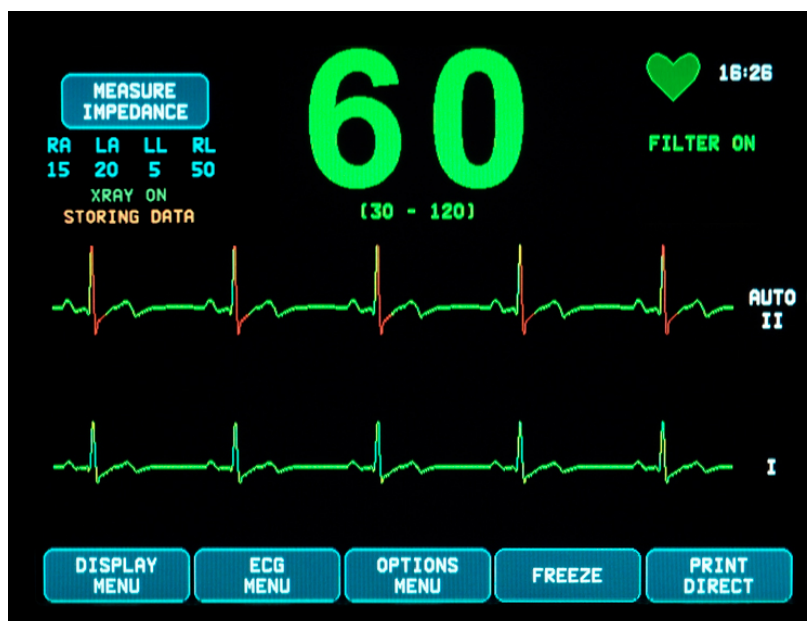 MEASURE
IMPEDANCE
RA LA LL RL
15 20 5 50
XRAY ON
STORING DATA
60
(30 - 120)
16:26
FILTER ON
AUTO
II
I
DISPLAY
MENU
ECG
MENU
OPTIONS
MENU
FREEZE
PRINT
DIRECT